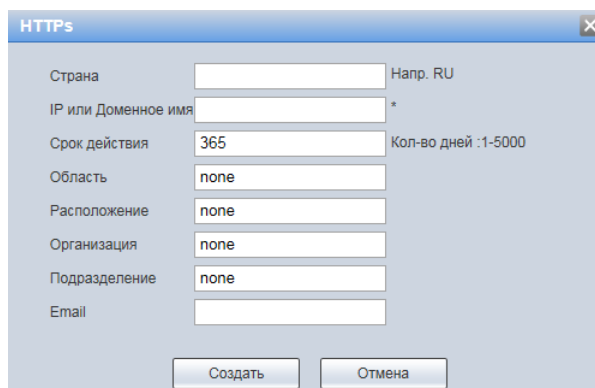 HTTPs
Страна Напр. RU
IP или Доменное имя *
Срок действия 365 Кол-во дней :1-5000
Область none
Расположение none
Организация none
Подразделение none
Email
Создать Отмена